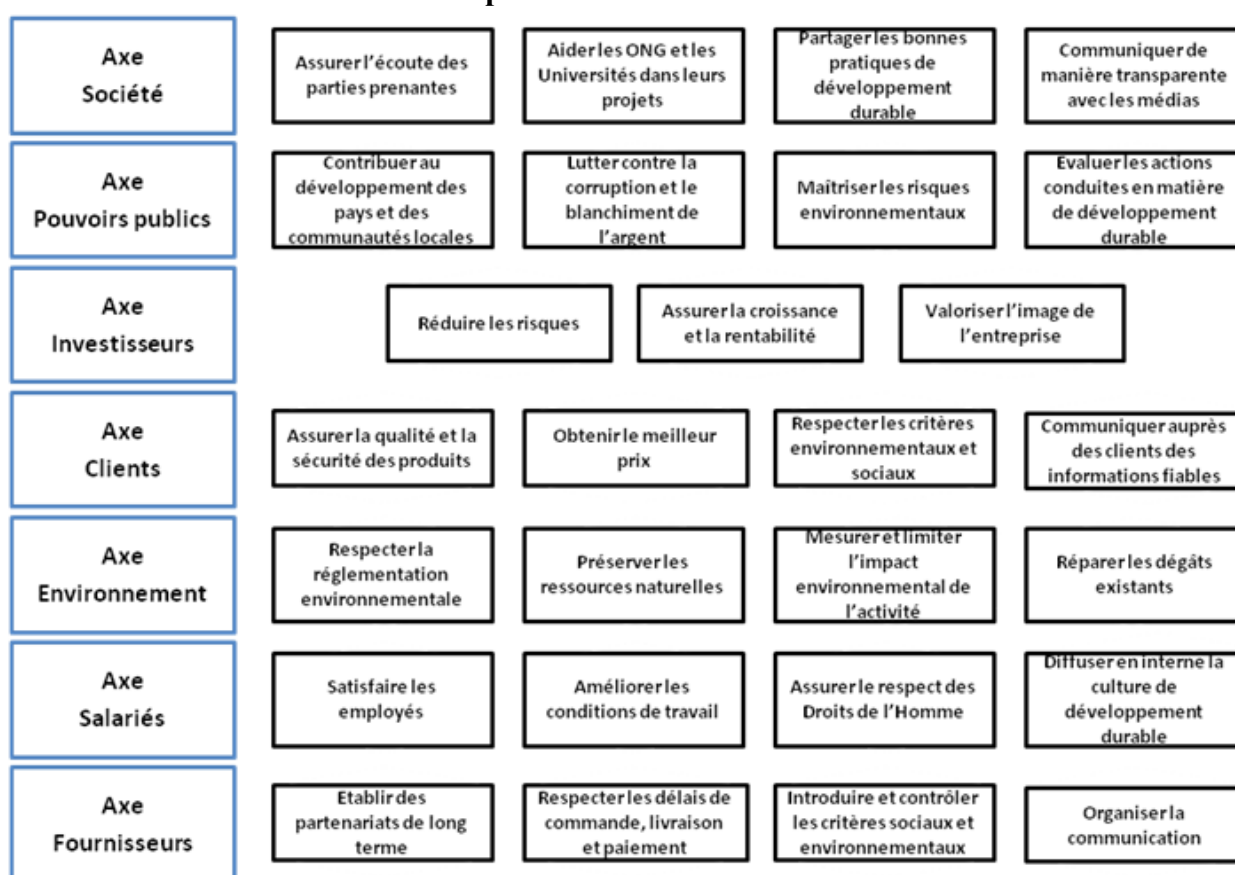 Axe
Société
Assurer l'écoute des
parties prenantes
Aider les ONG et les
Universités dans leurs
projets
Partager les bonnes
pratiques de
développement
durable
Communiquer de
manière transparente
avec les médias
Axe
Pouvoirs publics
Contribuer au
développement des
pays et des
communautés locales
Lutter contre la
corruption et le
blanchiment de
l'argent
Maîtriser les risques
environnementaux
Evaluer les actions
conduites en matière
de développement
durable
Axe
Investisseurs
Réduire les risques
Assurer la croissance
et la rentabilité
Valoriser l'image de
l'entreprise
Axe
Clients
Assurer la qualité et la
sécurité des produits
Obtenir le meilleur
prix
Respecter les critères
environnementaux et
sociaux
Communiquer auprès
des clients des
informations fiables
Axe
Environnement
Respecter la
réglementation
environnementale
Préserver les
ressources naturelles
Mesurer et limiter
l'impact
environnemental de
l'activité
Réparer les dégâts
existants
Axe
Salariés
Satisfaire les
employés
Améliorer les
conditions de travail
Assurer le respect des
Droits de l'Homme
Diffuser en interne la
culture de
développement
durable
Axe
Fournisseurs
Etablir des
partenariats de long
terme
Respecter les délais de
commande, livraison
et paiement
Introduire et contrôler
les critères sociaux et
environnementaux
Organiser la
communication